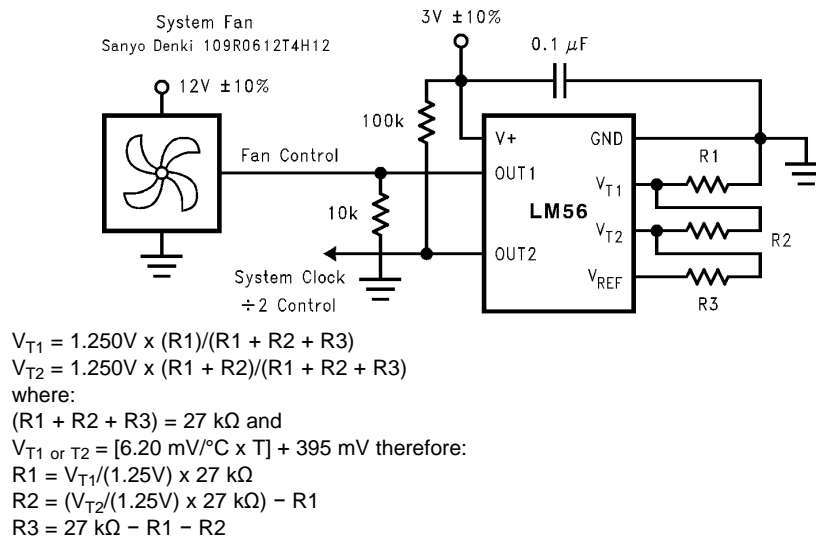 System Fan
Sanyo Denki 109R0612T4H12
12V ±10%
3V ±10%
0.1 μF
100k
V+
GND
R1
Fan Control
OUT1
VT1
LM56
10k
VT2
R2
OUT2
System Clock
÷2 Control
VREF
R3
VT1 = 1.250V x (R1)/(R1 + R2 + R3)
VT2 = 1.250V x (R1 + R2)/(R1 + R2 + R3)
where:
(R1 + R2 + R3) = 27 kΩ and
VT1 or T2 = [6.20 mV/°C x T] + 395 mV therefore:
R1 = VT1/(1.25V) x 27 kΩ
R2 = (VT2/(1.25V) x 27 kΩ) − R1
R3 = 27 kΩ − R1 − R2